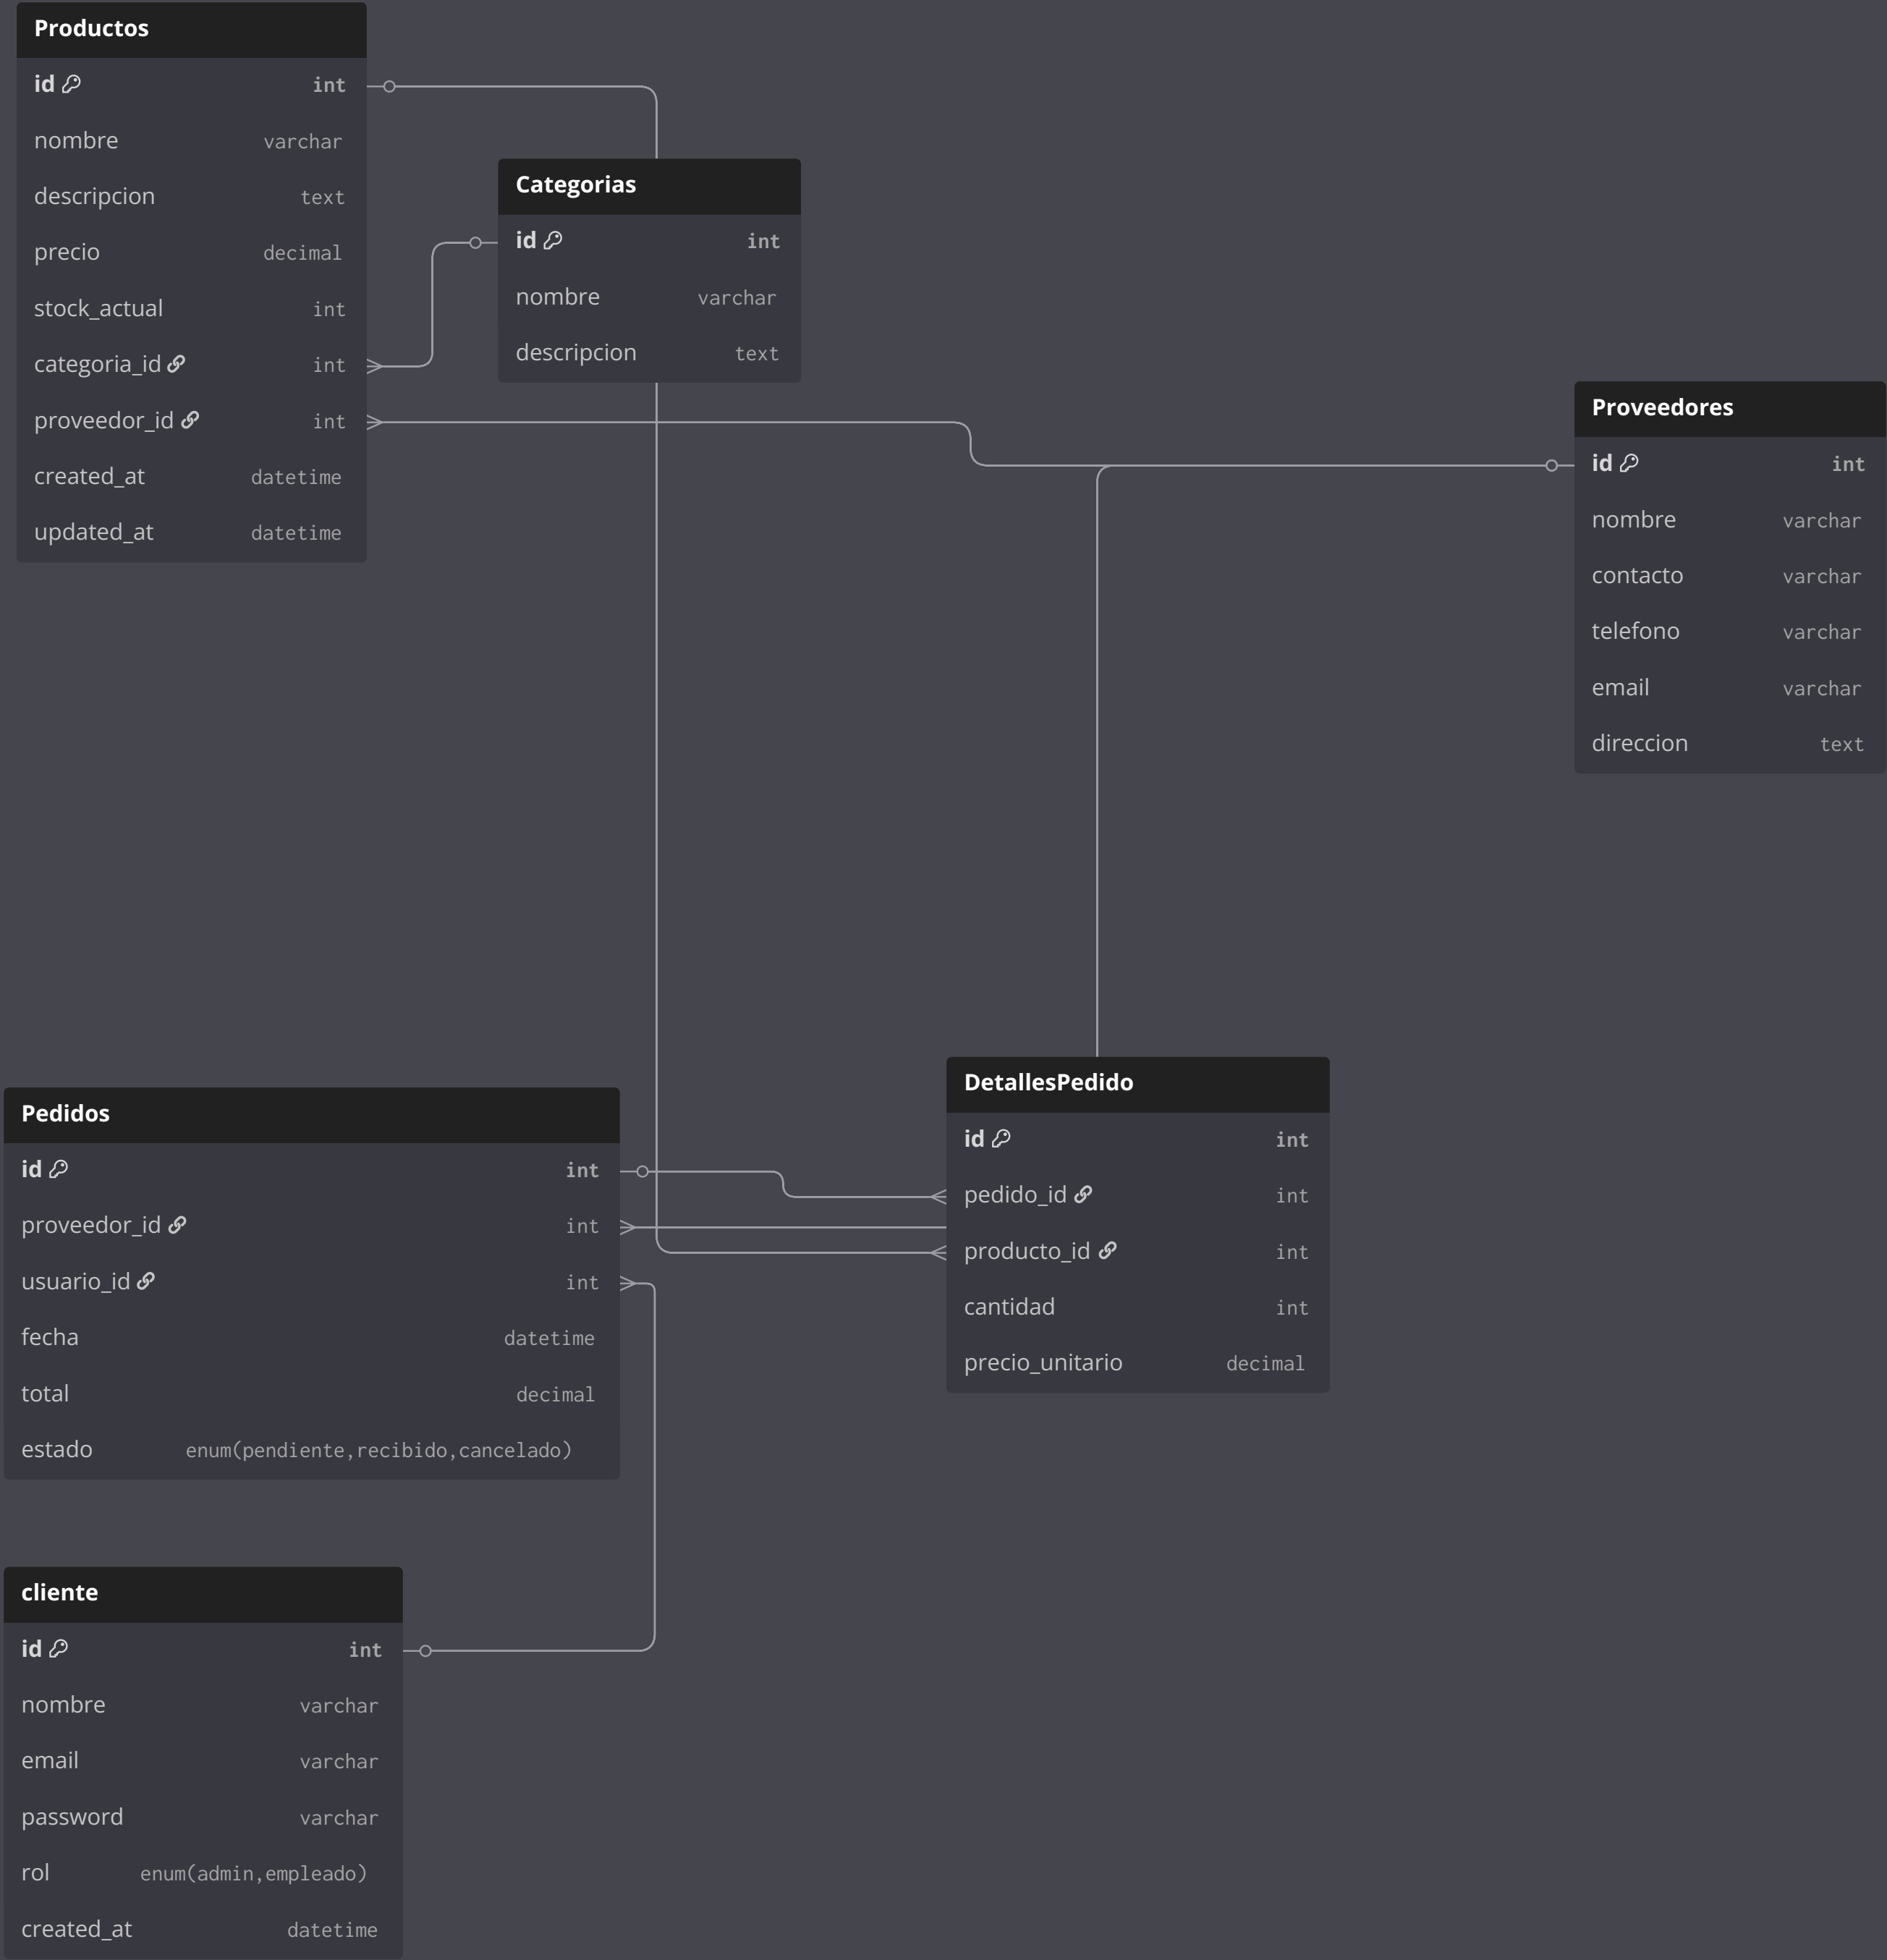 Productos
id int
nombre varchar
descripcion text
precio decimal
stock_actual int
categoria_id int
proveedor_id int
created_at datetime
updated_at datetime
Categorias
id int
nombre varchar
descripcion text
Proveedores
id int
nombre varchar
contacto varchar
telefono varchar
email varchar
direccion text
Pedidos
id int
proveedor_id int
usuario_id int
fecha datetime
total decimal
estado enum(pendiente,recibido,cancelado)
DetallesPedido
id int
pedido_id int
producto_id int
cantidad int
precio_unitario decimal
cliente
id int
nombre varchar
email varchar
password varchar
rol enum(admin,empleado)
created_at datetime